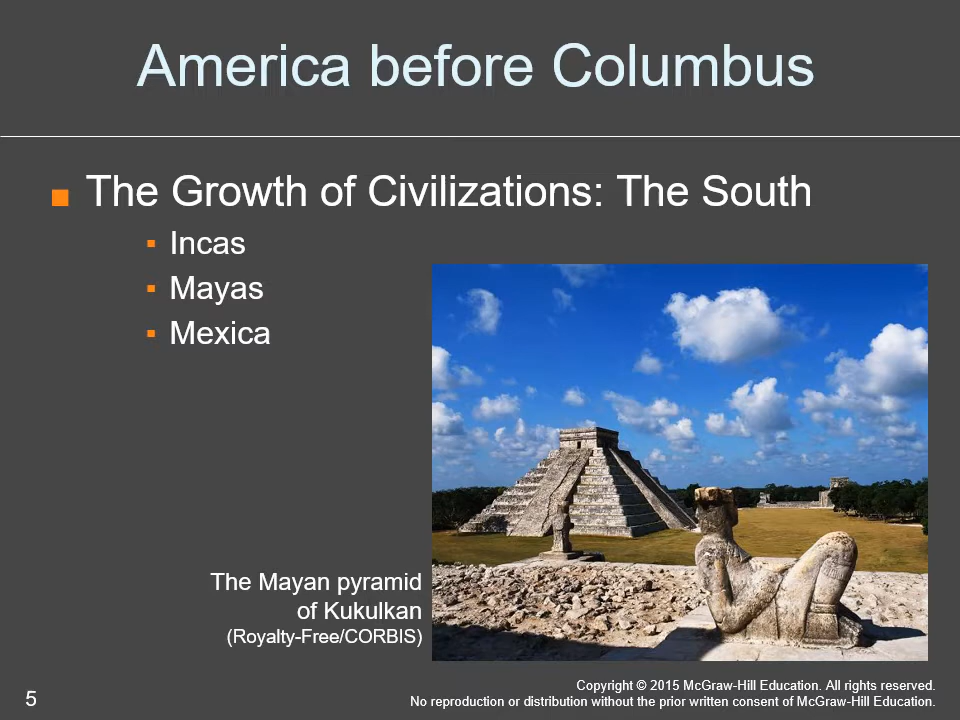 America before Columbus
The Growth of Civilizations: The South
Incas
Mayas
Mexica
The Mayan pyramid
of Kukulkan
(Royalty-Free/CORBIS)
5
Copyright © 2015 McGraw-Hill Education. All rights reserved.
No reproduction or distribution without the prior written consent of McGraw-Hill Education.